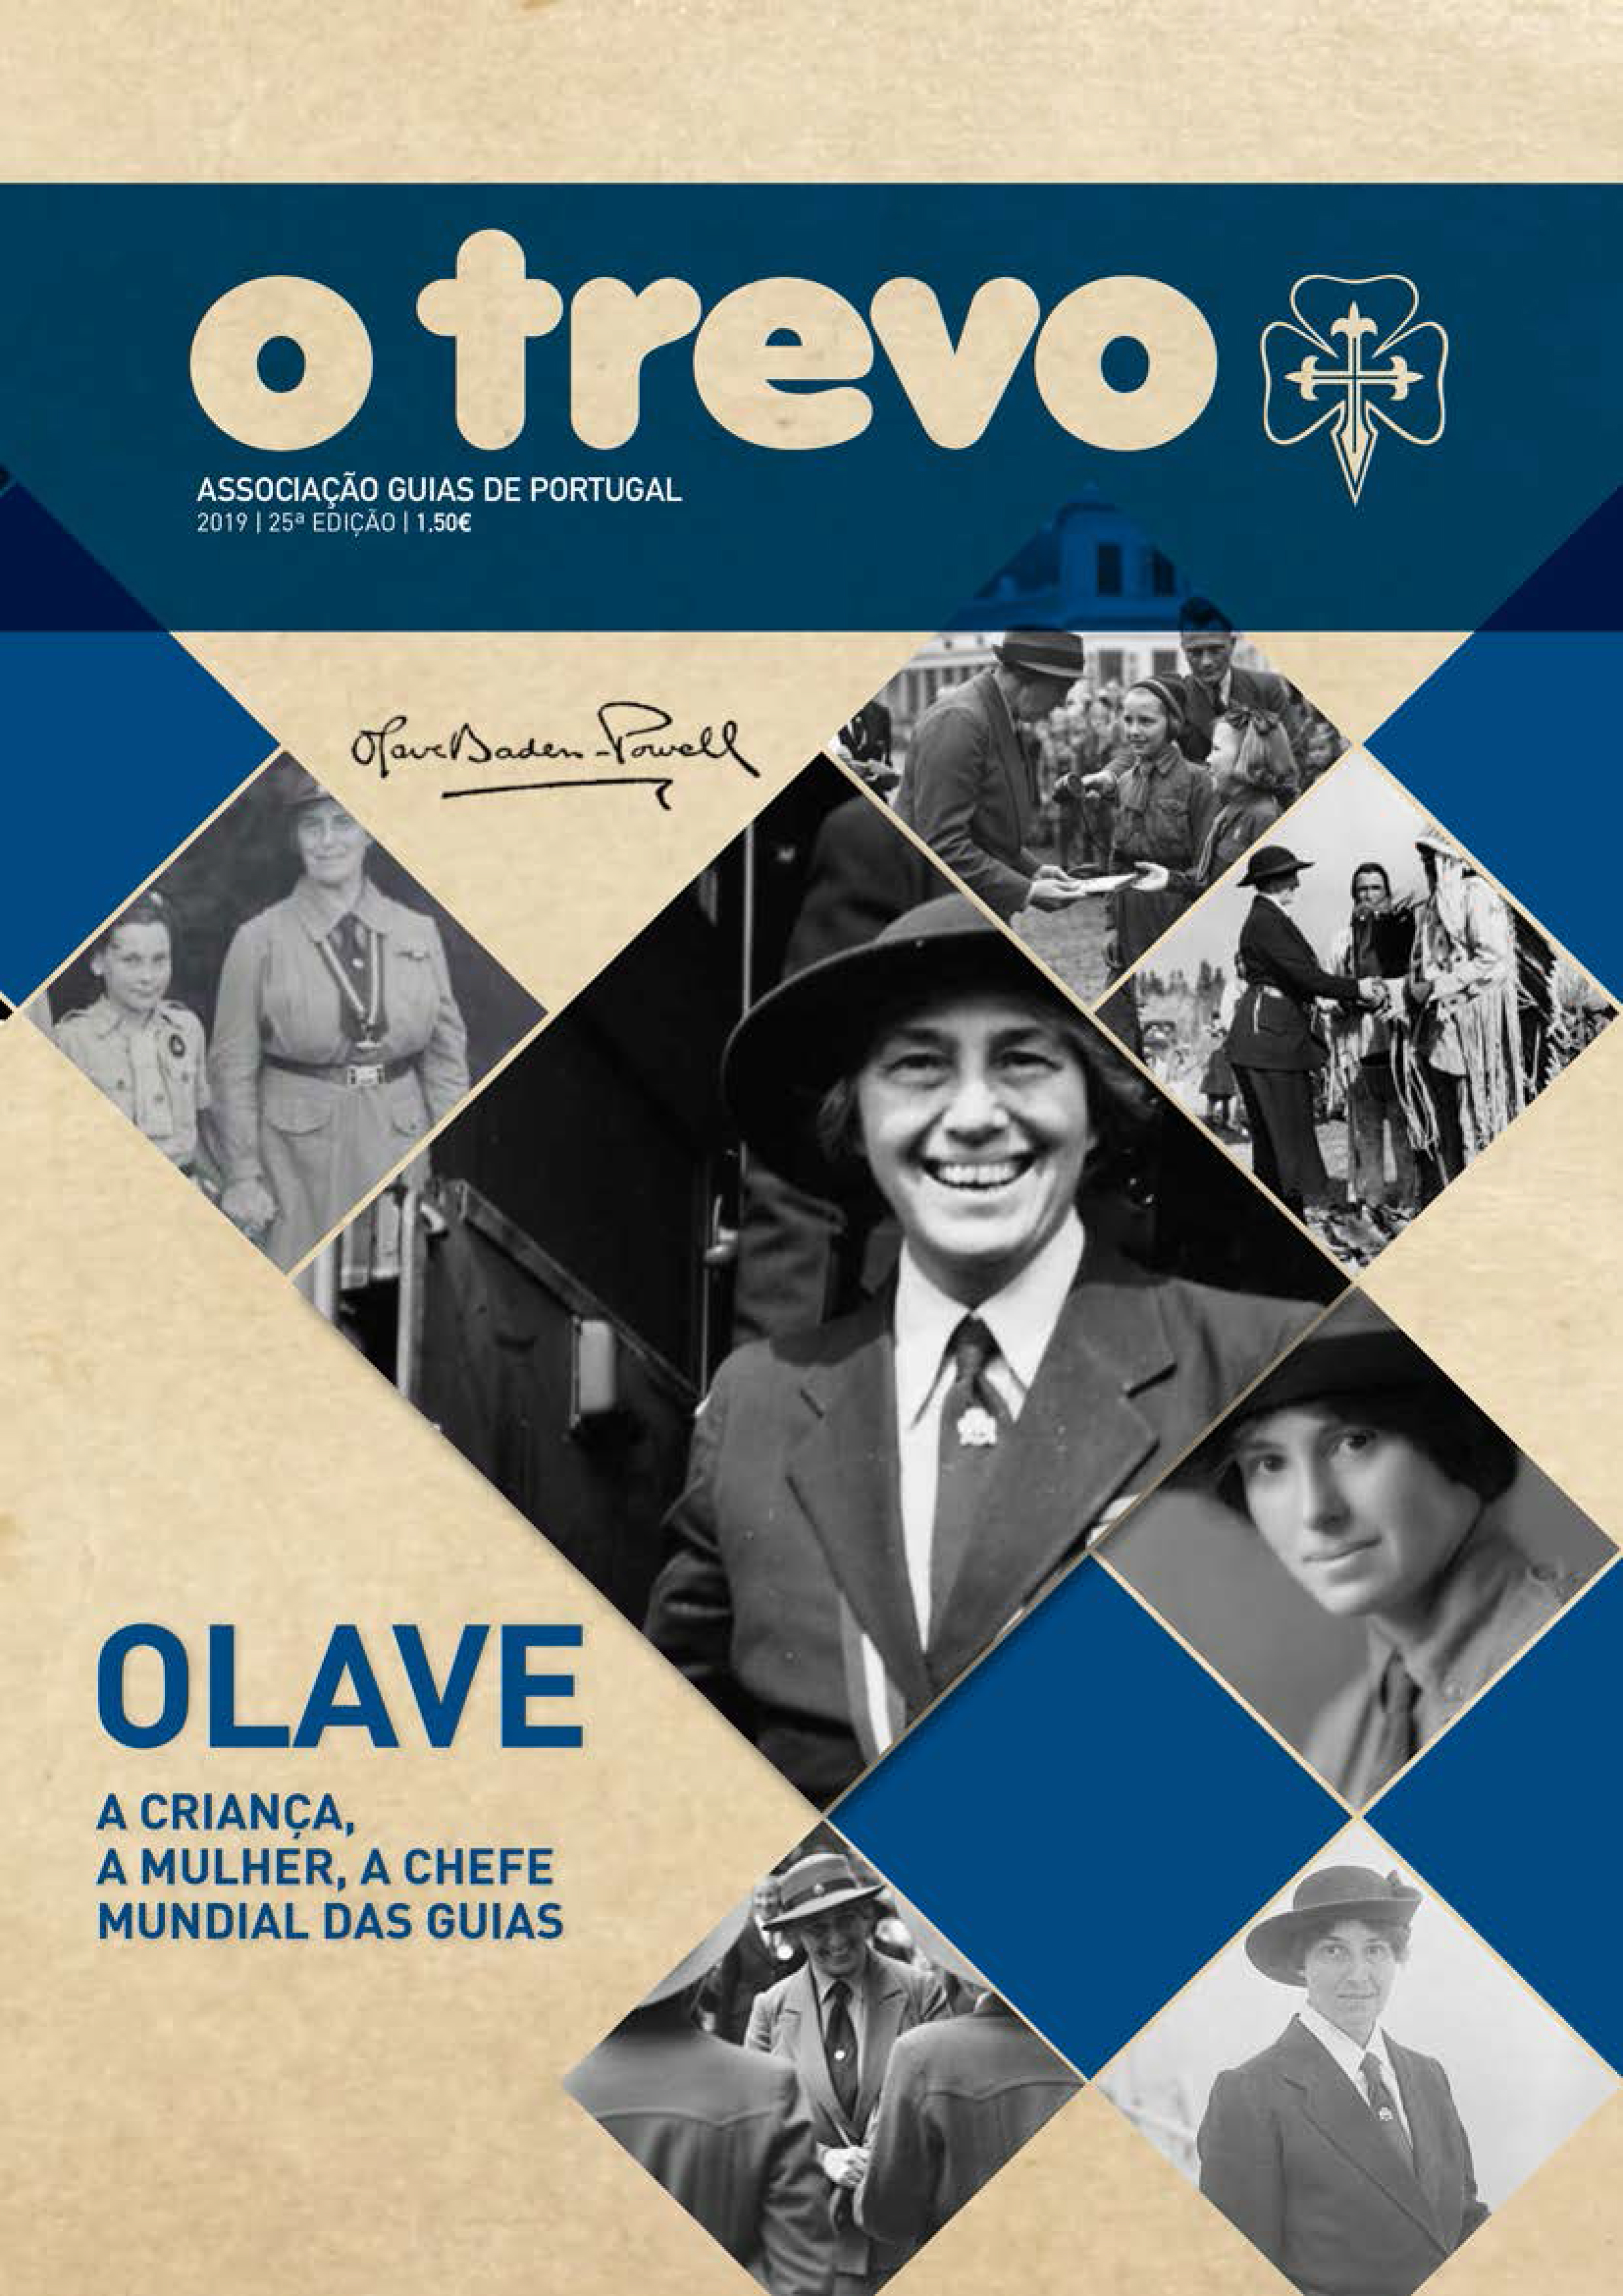 o trevo
ASSOCIAÇÃO GUIAS DE PORTUGAL
2019 | 25ª EDIÇÃO | 1,50€
Olave Baden-Powell
OLAVE
A CRIANÇA,
A MULHER, A CHEFE
MUNDIAL DAS GUIAS